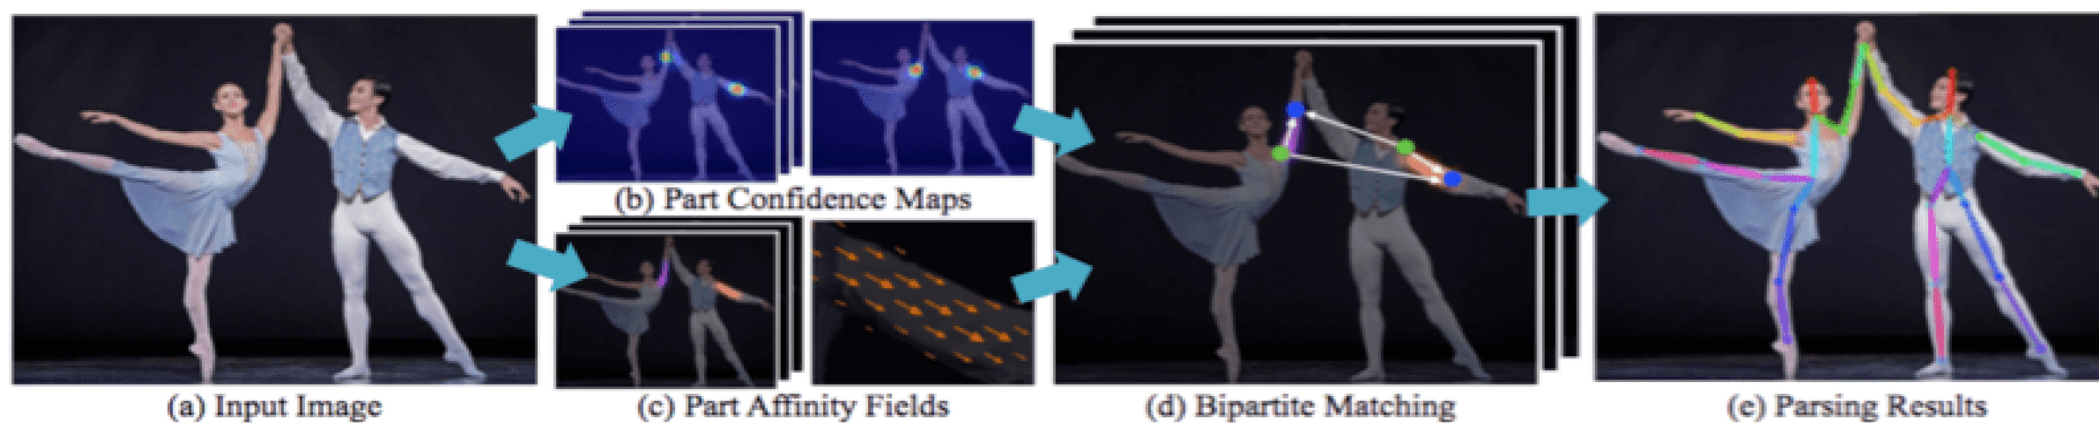 (a) Input Image
(b) Part Confidence Maps
(c) Part Affinity Fields
(d) Bipartite Matching
(e) Parsing Results